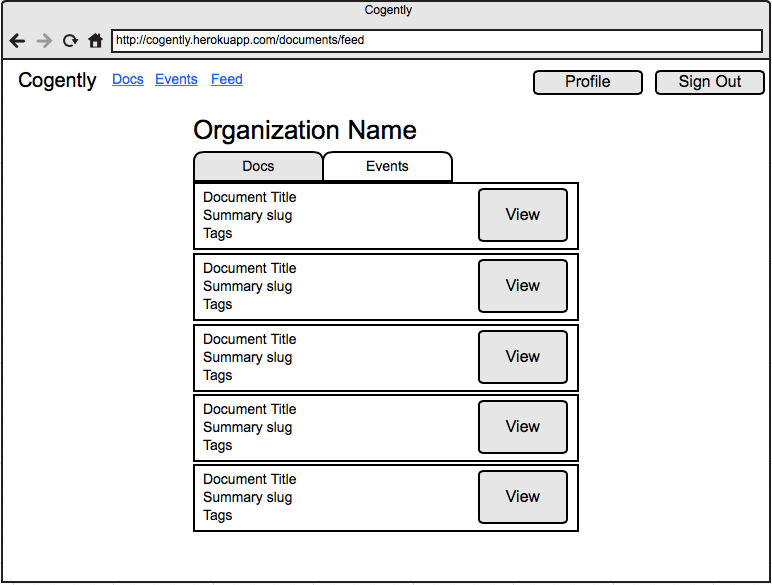 Cogently
http://cogently.herokuapp.com/documents/feed
Cogently Docs Events Feed Profile Sign Out
Organization Name
Docs Events
Document Title
Summary slug
Tags
View
Document Title
Summary slug
Tags
View
Document Title
Summary slug
Tags
View
Document Title
Summary slug
Tags
View
Document Title
Summary slug
Tags
View